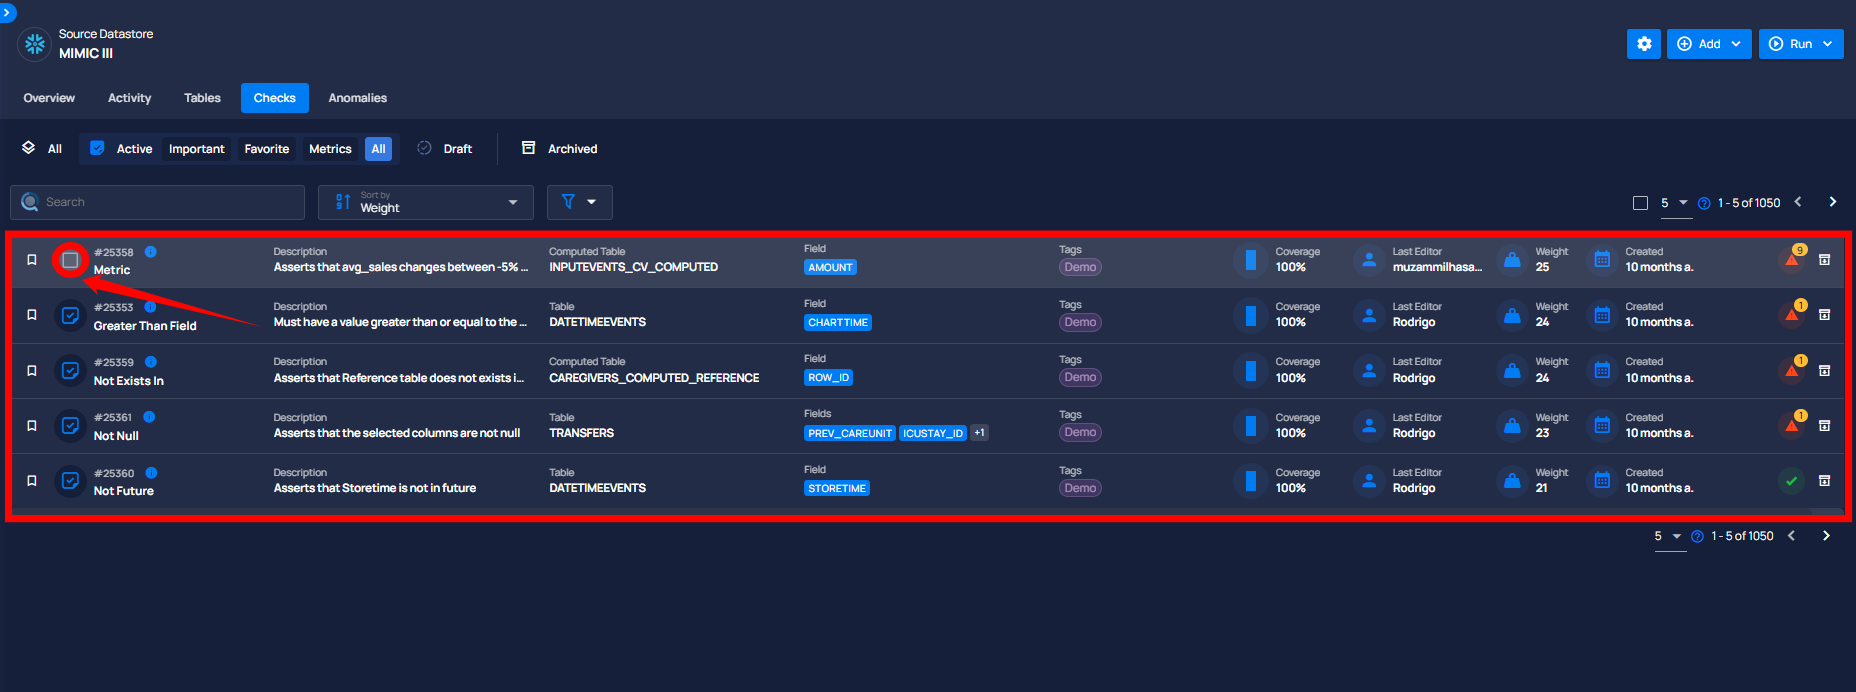 Source Datastore
MIMIC III
Add
Run
Overview
Activity
Tables
Checks
Anomalies
All
Active
Important
Favorite
Metrics
All
Draft
Archived
Search
Sort by
Weight
5
1 - 5 of 1050
#25358
Metric
Description
Asserts that avg_sales changes between -5% ...
Computed Table
INPUTEVENTS_CV_COMPUTED
Field
AMOUNT
Tags
Demo
Coverage
100%
Last Editor
muzammilhasa...
Weight
25
Created
10 months a.
9
#25353
Greater Than Field
Description
Must have a value greater than or equal to the ...
Table
DATETIMEEVENTS
Field
CHARTTIME
Tags
Demo
Coverage
100%
Last Editor
Rodrigo
Weight
24
Created
10 months a.
1
#25359
Not Exists In
Description
Asserts that Reference table does not exists i...
Computed Table
CAREGIVERS_COMPUTED_REFERENCE
Field
ROW_ID
Tags
Demo
Coverage
100%
Last Editor
Rodrigo
Weight
24
Created
10 months a.
1
#25361
Not Null
Description
Asserts that the selected columns are not null
Table
TRANSFERS
Fields
PREV_CAREUNIT ICUSTAY_ID +1
Tags
Demo
Coverage
100%
Last Editor
Rodrigo
Weight
23
Created
10 months a.
1
#25360
Not Future
Description
Asserts that Storetime is not in future
Table
DATETIMEEVENTS
Field
STORETIME
Tags
Demo
Coverage
100%
Last Editor
Rodrigo
Weight
21
Created
10 months a.
5
1 - 5 of 1050